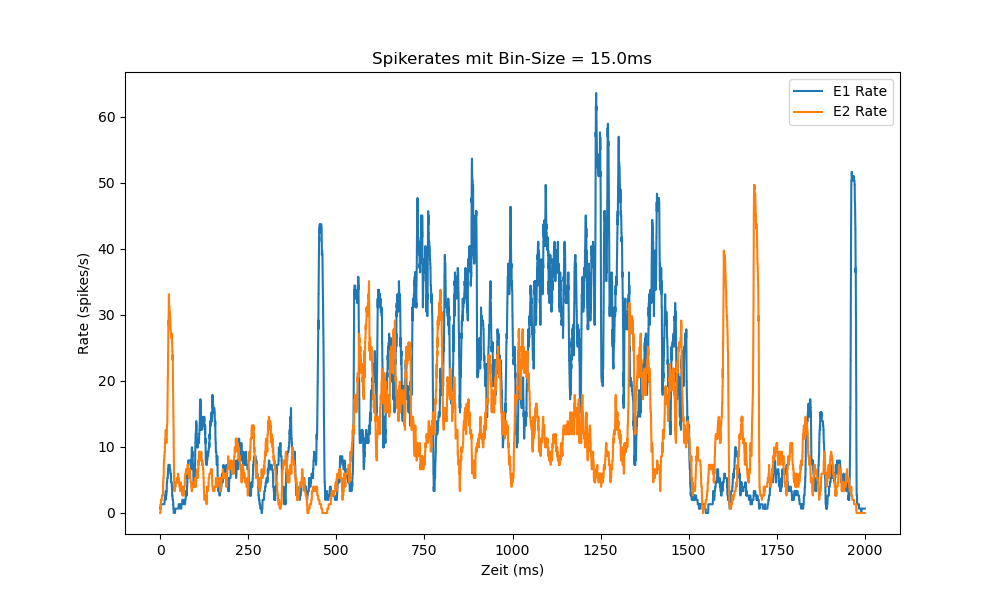 Spikerates mit Bin-Size = 15.0ms
E1 Rate
E2 Rate
Rate (spikes/s)
60
50
40
30
20
10
0
0 250 500 750 1000 1250 1500 1750 2000
Zeit (ms)